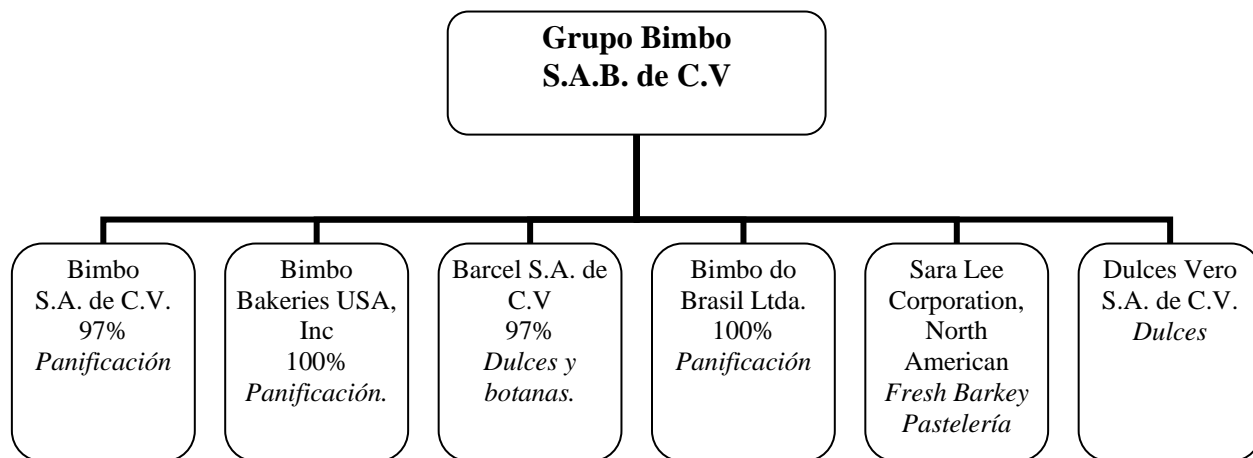 Grupo Bimbo
S.A.B. de C.V
Bimbo
S.A. de C.V.
97%
Panificación
Bimbo
Bakeries USA,
Inc
100%
Panificación.
Barcel S.A. de
C.V
97%
Dulces y
botanas.
Bimbo do
Brasil Ltda.
100%
Panificación
Sara Lee
Corporation,
North
American
Fresh Barkey
Pastelería
Dulces Vero
S.A. de C.V.
Dulces